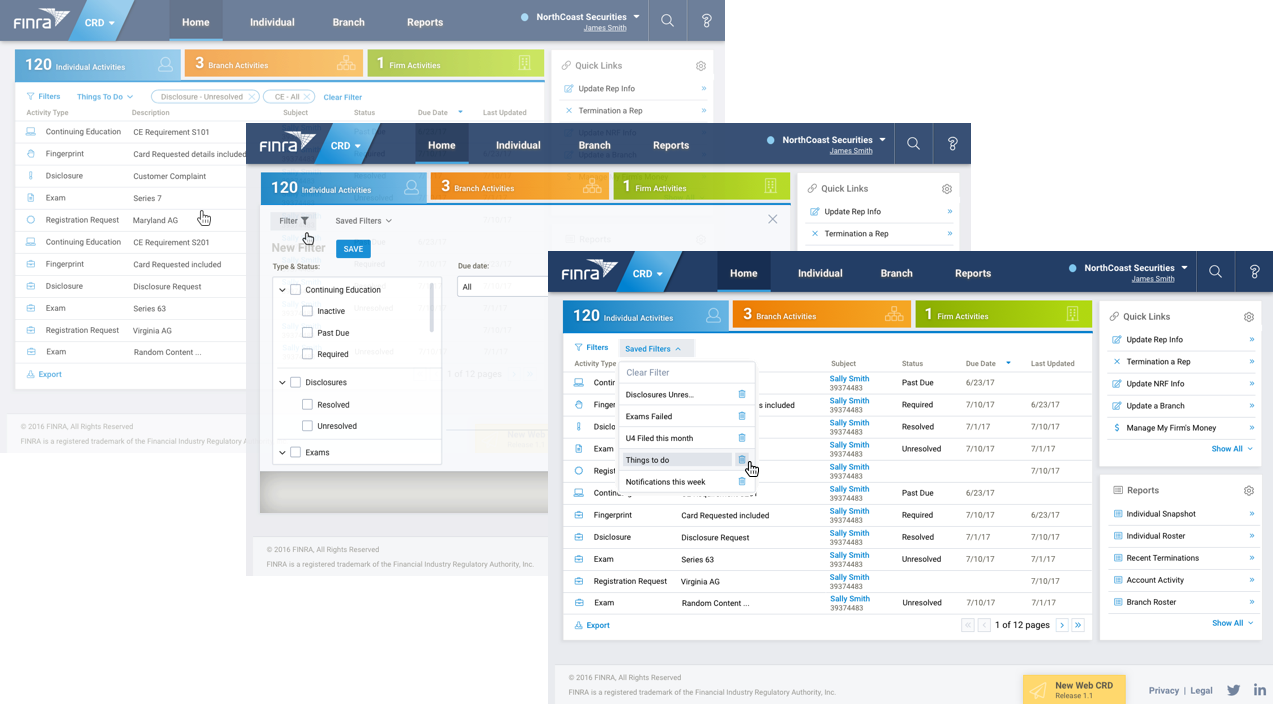 FINRA CRD Home Individual Branch Reports NorthCoast Securities
James Smith
120 Individual Activities 3 Branch Activities 1 Firm Activities Quick Links
Filters Things To Do Disclosure - Unresolved CE - All Clear Filter
Update Rep Info
Termination a Rep
Activity Type Description Subject Status Due Date Last Updated
Continuing Education CE Requirement S101
Fingerprint Card Requested details included
Dsiclosure Customer Complaint
Exam Series 7
Registration Request Maryland AG
Continuing Education CE Requirement S201
Fingerprint Card Requested included
Dsiclosure Disclosure Request
Exam Series 63
Registration Request Virginia AG
Exam Random Content ...
Export
© 2016 FINRA, All Rights Reserved
FINRA is a registered trademark of the Financial Industry Regulatory
FINRA CRD Home Individual Branch Reports NorthCoast Securities
James Smith
120 Individual Activities 3 Branch Activities 1 Firm Activities Quick Links
Update Rep Info
Termination a Rep
Filter Saved Filters
New Filter SAVE
Type & Status: Due date:
Continuing Education All
Inactive
Past Due
Required
1 of 12 pages
Disclosures
Resolved
Unresolved
Exams
© 2016 FINRA, All Rights Reserved
FINRA is a registered trademark of the Financial Industry Regulatory Authority, Inc.
FINRA CRD Home Individual Branch Reports NorthCoast Securities
James Smith
120 Individual Activities 3 Branch Activities 1 Firm Activities
Filters Saved Filters
Activity Type Subject Status Due Date Last Updated
Clear Filter
Disclosures Unres...
Exams Failed
U4 Filed this month
Things to do
Notifications this week
Contir Sally Smith Past Due 6/23/17
39374483
Finger s included Sally Smith Required 7/10/17 6/23/17
39374483
Dsiclo Sally Smith Resolved 7/1/17 7/10/17
39374483
Exam Sally Smith Unresolved 7/10/17 7/1/17
39374483
Regist Sally Smith 7/10/17
39374483
Sally Smith Past Due 6/23/17
39374483
Fingerprint Card Requested included Sally Smith Required 7/10/17 6/23/17
39374483
Dsiclosure Disclosure Request Sally Smith Resolved 7/1/17 7/10/17
39374483
Exam Series 63 Sally Smith Unresolved 7/10/17 7/1/17
39374483
Registration Request Virginia AG Sally Smith 7/10/17
39374483
Exam Random Content ... Sally Smith Unresolved 7/10/17 7/1/17
39374483
Export 1 of 12 pages
Quick Links
Update Rep Info
Termination a Rep
Update NRF Info
Update a Branch
Manage My Firm's Money
Show All
Reports
Individual Snapshot
Individual Roster
Recent Terminations
Account Activity
Branch Roster
Show All
© 2016 FINRA, All Rights Reserved
FINRA is a registered trademark of the Financial Industry Regulatory Authority, Inc.
New Web CRD
Release 1.1
Privacy | Legal